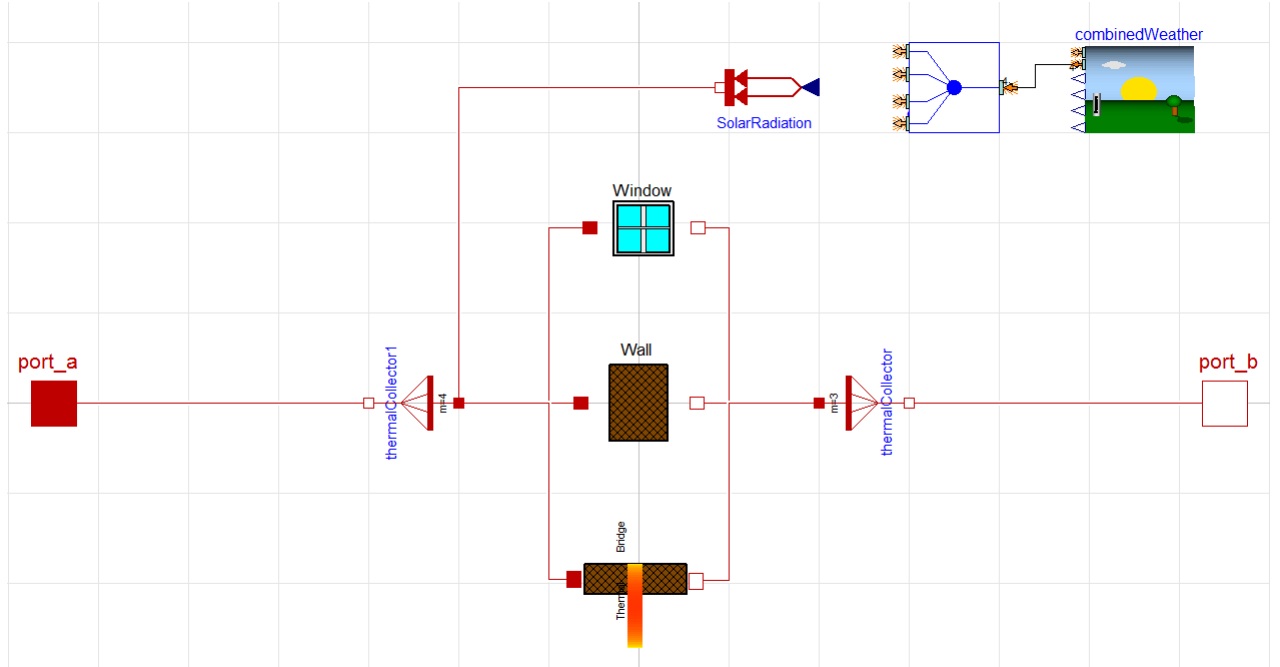 combinedWeather
SolarRadiation
Window
Wall
port_a
thermalCollector1
m=4
m=3
thermalCollector
port_b
Bridge
Thermal